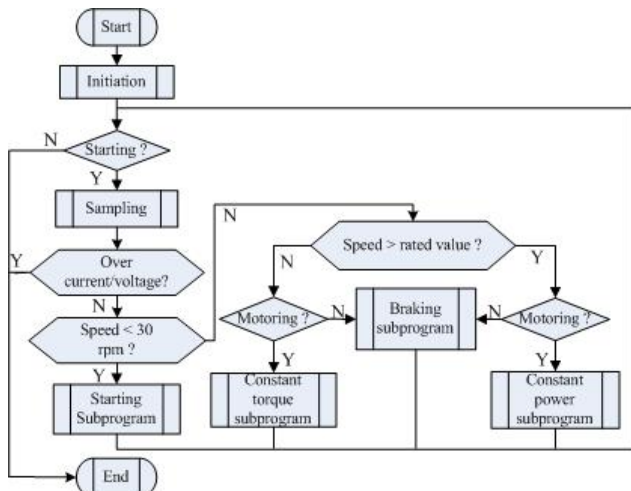 Start
Initiation
N
Starting ?
Y
Sampling
N
Y
Over
current/voltage?
Speed > rated value ?
N
Y
N
Speed < 30
rpm ?
Motoring ?
N
Braking
subprogram
N
Motoring ?
Y
Y
Y
Starting
Subprogram
Constant
torque
subprogram
Constant
power
subprogram
End